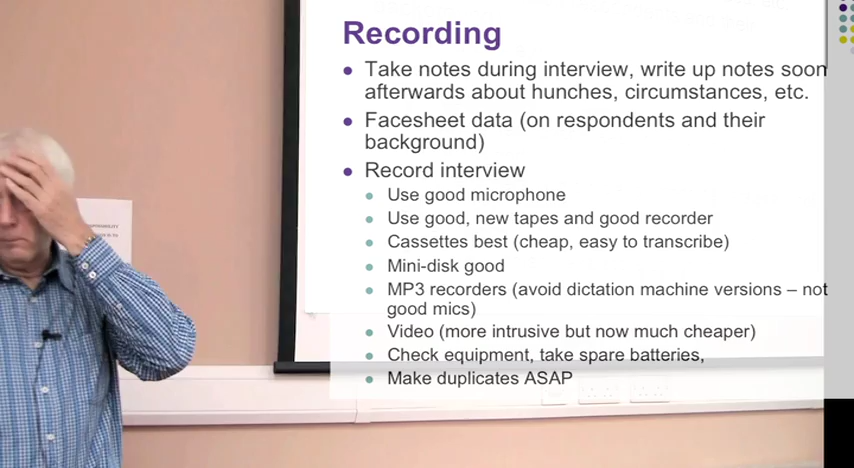 Recording
Take notes during interview, write up notes soon
afterwards about hunches, circumstances, etc.
Facesheet data (on respondents and their
background)
Record interview
Use good microphone
Use good, new tapes and good recorder
Cassettes best (cheap, easy to transcribe)
Mini-disk good
MP3 recorders (avoid dictation machine versions – not
good mics)
Video (more intrusive but now much cheaper)
Check equipment, take spare batteries,
Make duplicates ASAP